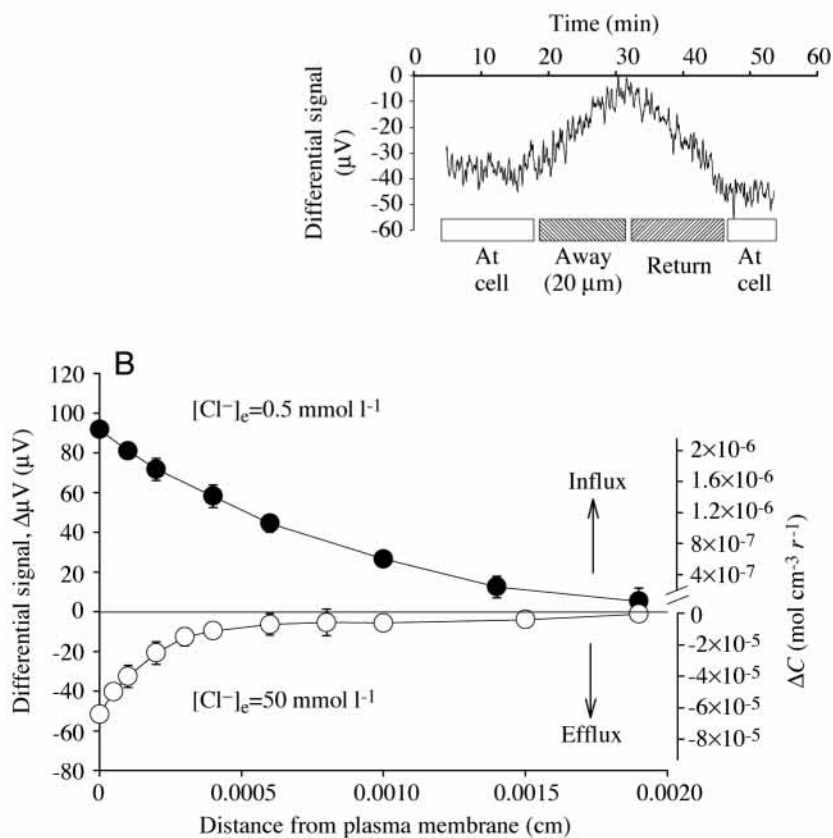 Time (min)
0 10 20 30 40 50 60
Differential signal
(μV)
0
-10
-20
-30
-40
-50
-60
At
cell
Away
(20 μm)
Return
At
cell
B
Differential signal, ΔμV (μV)
120
100
80
60
40
20
0
-20
-40
-60
-80
[Cl⁻]e=0.5 mmol l⁻¹
Influx
2×10⁻⁶
1.6×10⁻⁶
1.2×10⁻⁶
8×10⁻⁷
4×10⁻⁷
0
-2×10⁻⁵
-4×10⁻⁵
-6×10⁻⁵
-8×10⁻⁵
ΔC (mol cm⁻³ r⁻¹)
[Cl⁻]e=50 mmol l⁻¹
Efflux
0 0.0005 0.0010 0.0015 0.0020
Distance from plasma membrane (cm)